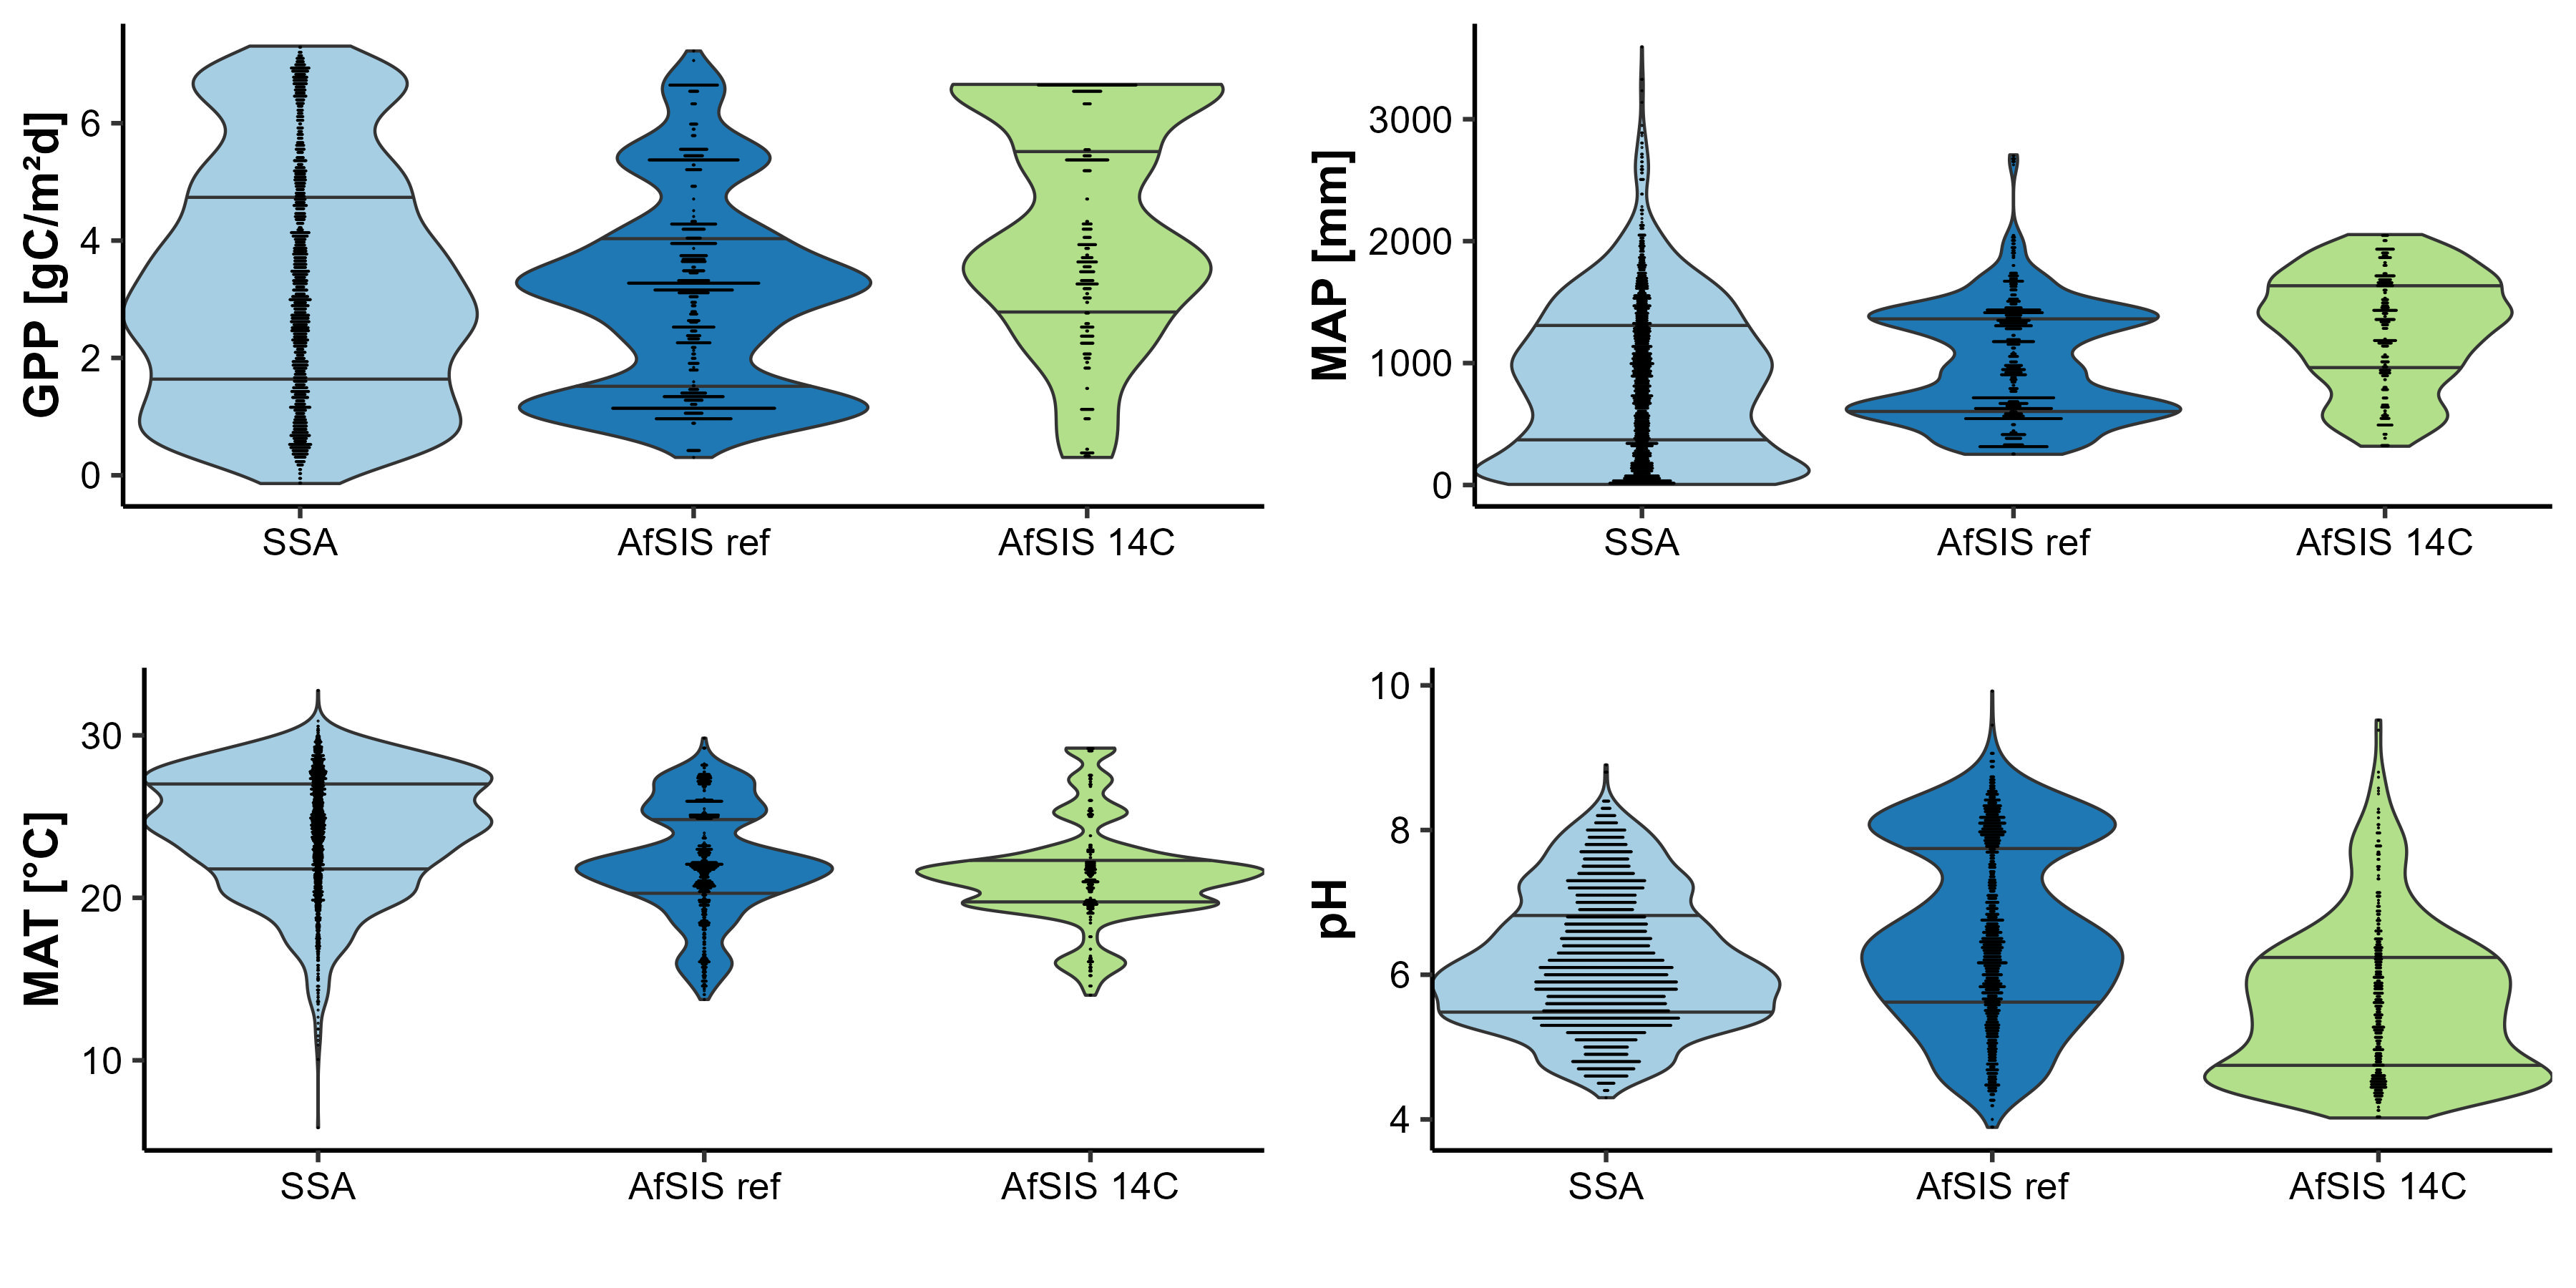 GPP [gC/m²d]
6
4
2
0
SSA AfSIS ref AfSIS 14C
MAP [mm]
3000
2000
1000
0
SSA AfSIS ref AfSIS 14C
MAT [°C]
30
20
10
SSA AfSIS ref AfSIS 14C
pH
10
8
6
4
SSA AfSIS ref AfSIS 14C